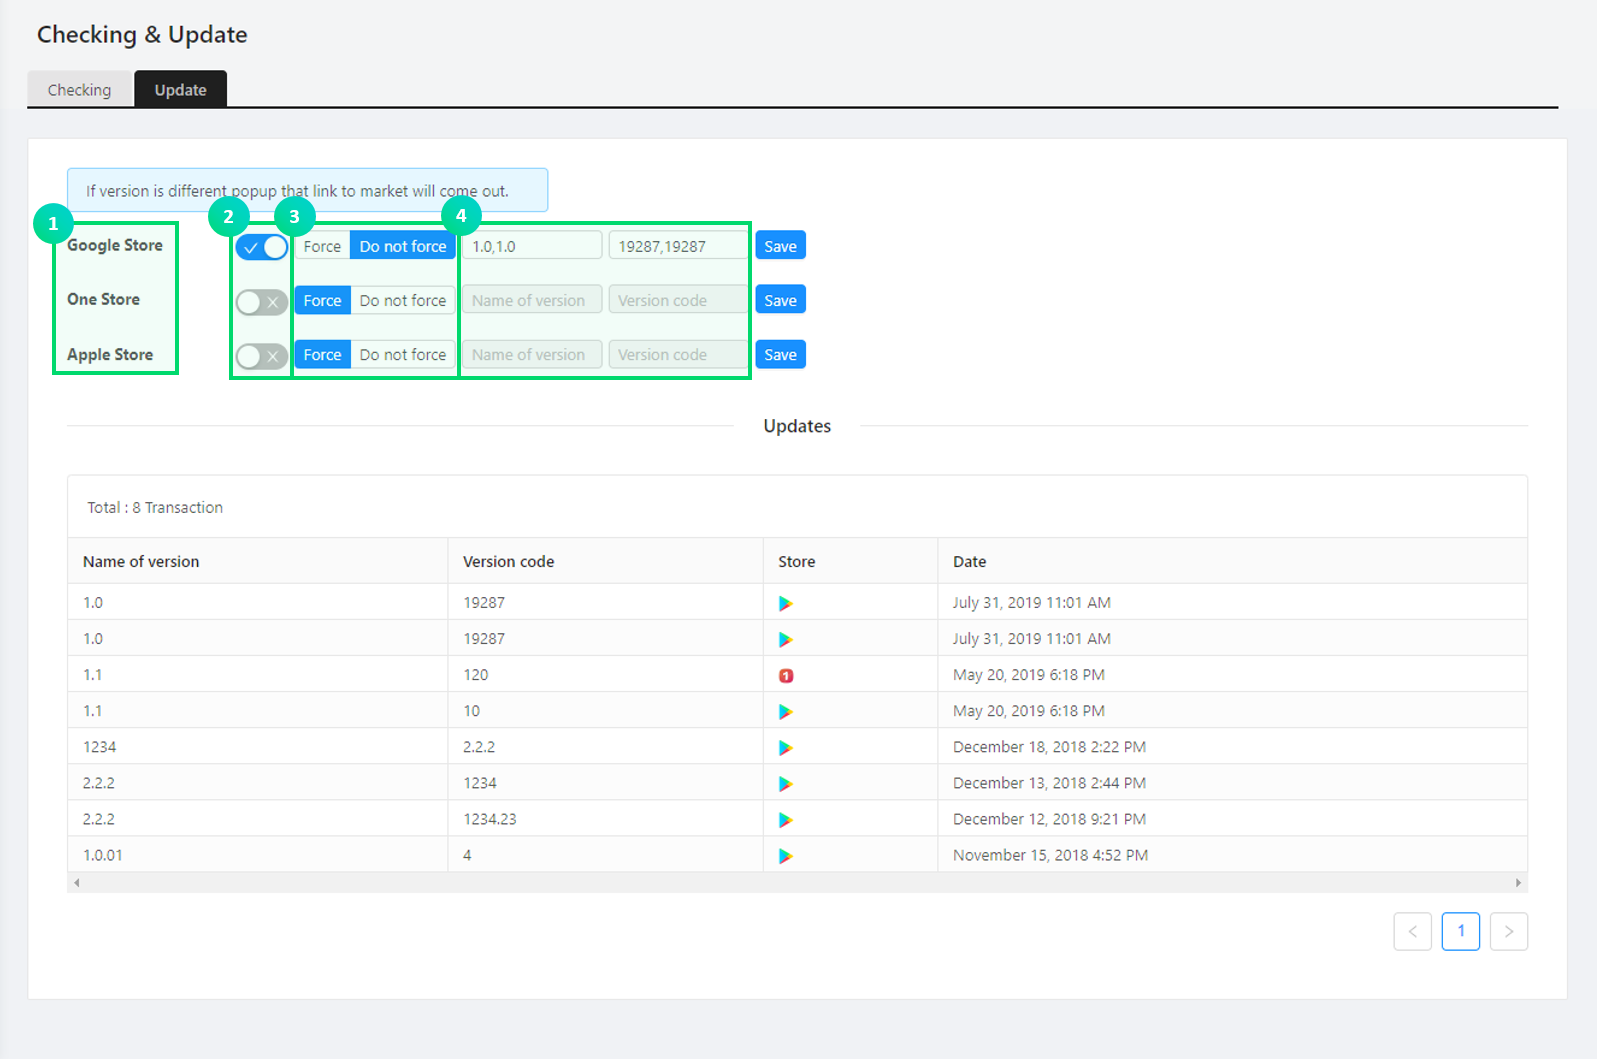 Checking & Update
Checking Update
If version is different popup that link to market will come out.
1 2 3 4
Google Store Force Do not force 1.0,1.0 19287,19287 Save
One Store Force Do not force Name of version Version code Save
Apple Store Force Do not force Name of version Version code Save
Updates
Total : 8 Transaction
Name of version Version code Store Date
1.0 19287 July 31, 2019 11:01 AM
1.0 19287 July 31, 2019 11:01 AM
1.1 120 1 May 20, 2019 6:18 PM
1.1 10 May 20, 2019 6:18 PM
1234 2.2.2 December 18, 2018 2:22 PM
2.2.2 1234 December 13, 2018 2:44 PM
2.2.2 1234.23 December 12, 2018 9:21 PM
1.0.01 4 November 15, 2018 4:52 PM
< 1 >